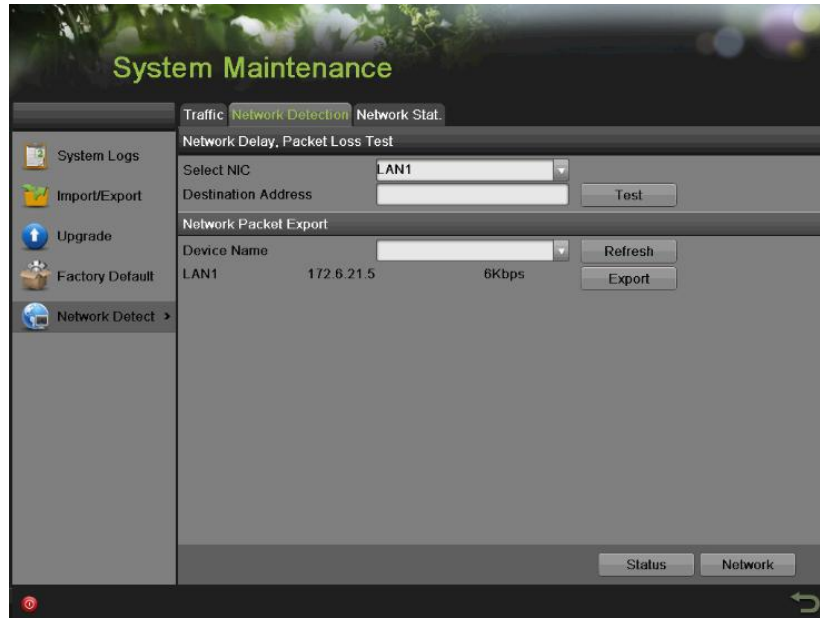 System Maintenance
Traffic Network Detection Network Stat.
System Logs
Import/Export
Upgrade
Factory Default
Network Detect >
Network Delay, Packet Loss Test
Select NIC LAN1
Destination Address Test
Network Packet Export
Device Name Refresh
LAN1 172.6.21.5 6Kbps Export
Status Network